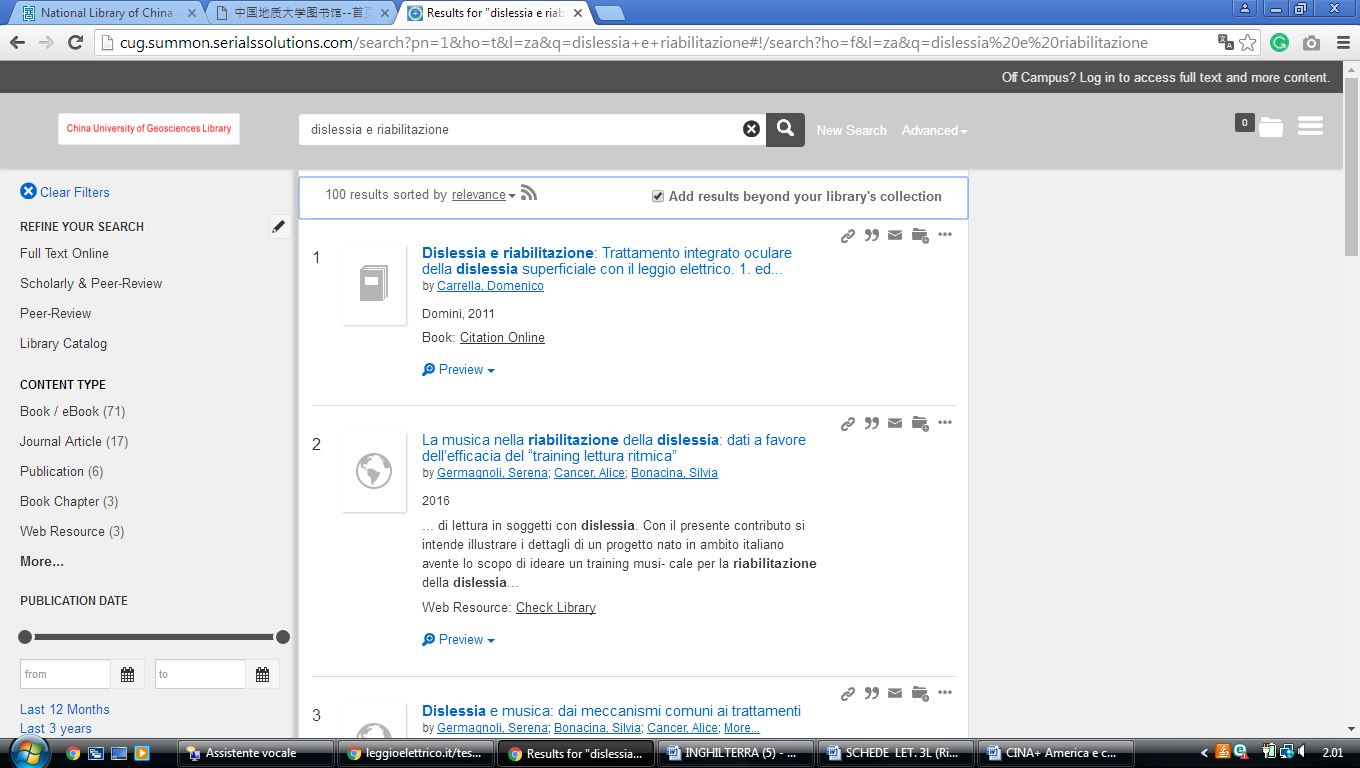 National Library of China
中国地质大学图书馆--首页
Results for "dislessia e riab
cug.summon.serialssolutions.com/search?pn=1&ho=t&l=za&q=dislessia+e+riabilitazione#!/search?ho=f&l=za&q=dislessia%20e%20riabilitazione
Off Campus? Log in to access full text and more content.
China University of Geosciences Library
dislessia e riabilitazione
New Search
Advanced
0
Clear Filters
REFINE YOUR SEARCH
Full Text Online
Scholarly & Peer-Review
Peer-Review
Library Catalog
CONTENT TYPE
Book / eBook (71)
Journal Article (17)
Publication (6)
Book Chapter (3)
Web Resource (3)
More...
PUBLICATION DATE
from
to
Last 12 Months
Last 3 years
100 results sorted by relevance
Add results beyond your library's collection
1
Dislessia e riabilitazione: Trattamento integrato oculare
della dislessia superficiale con il leggio elettrico. 1. ed...
by Carrella, Domenico
Domini, 2011
Book: Citation Online
Preview
2
La musica nella riabilitazione della dislessia: dati a favore
dell'efficacia del “training lettura ritmica”
by Germagnoli, Serena; Cancer, Alice; Bonacina, Silvia
2016
... di lettura in soggetti con dislessia. Con il presente contributo si
intende illustrare i dettagli di un progetto nato in ambito italiano
avente lo scopo di ideare un training musi- cale per la riabilitazione
della dislessia...
Web Resource: Check Library
Preview
3
Dislessia e musica: dai meccanismi comuni ai trattamenti
by Germagnoli, Serena; Bonacina, Silvia; Cancer, Alice; More...
Assistente vocale
leggioelettrico.it/tes...
Results for "dislessia...
INGHILTERRA (5) - ...
SCHEDE LET. 3L (Ri...
CINA+ America e c...
2.01